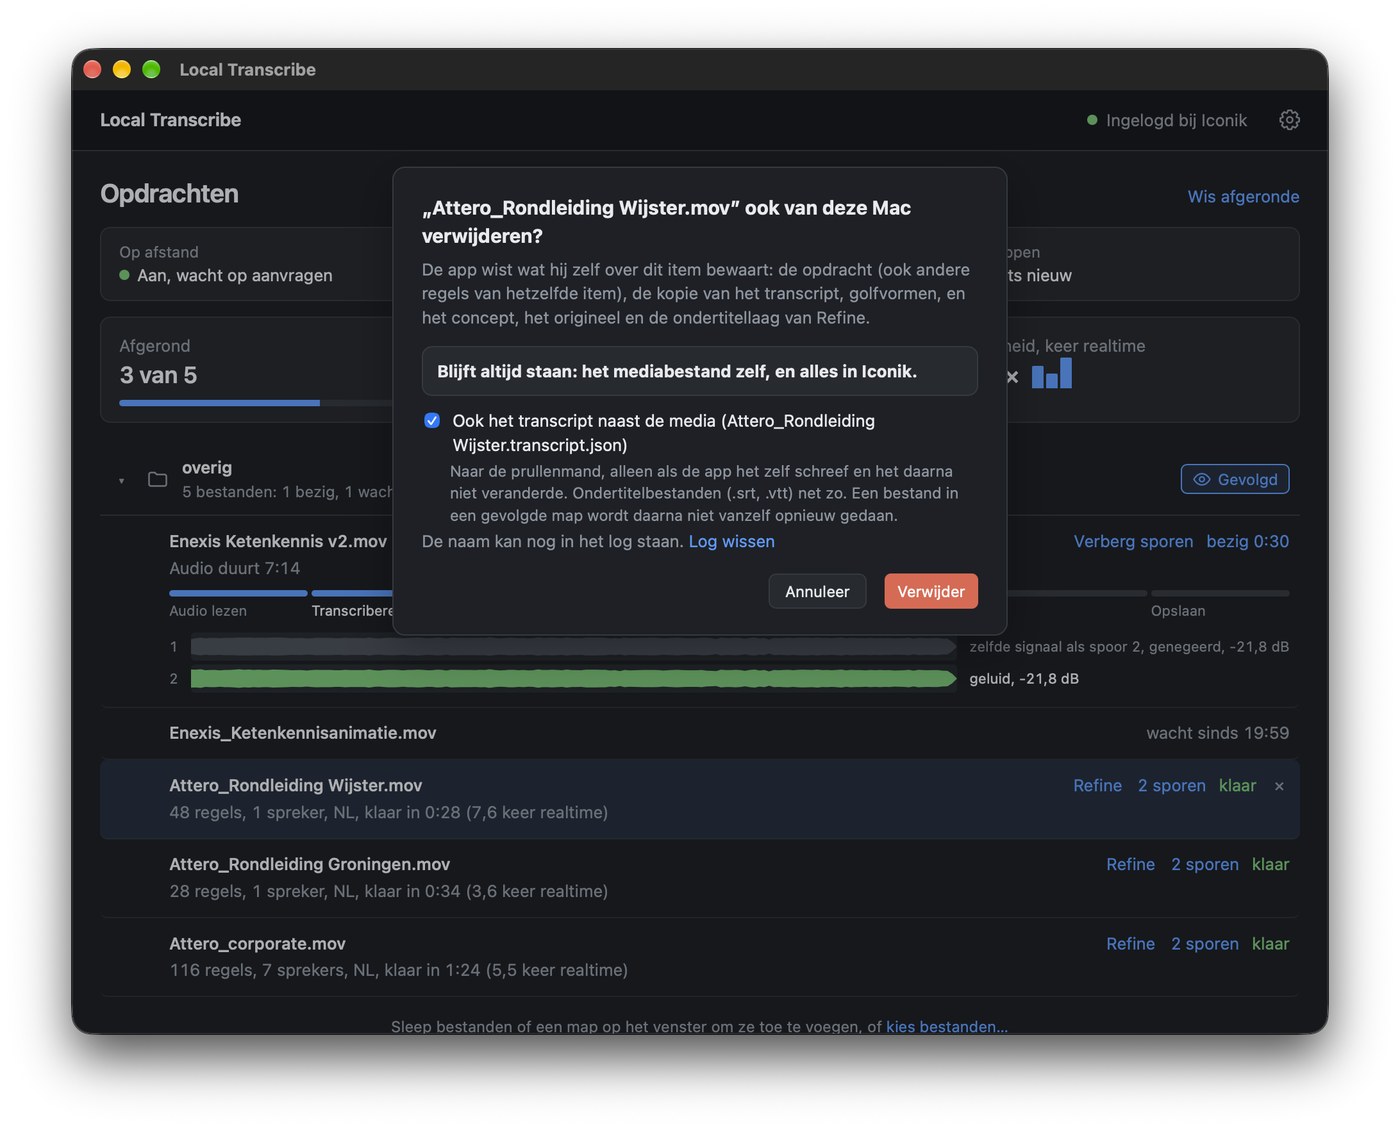 Local Transcribe
Local Transcribe
Ingelogd bij Iconik
Opdrachten
Wis afgeronde
Op afstand
Aan, wacht op aanvragen
Afgerond
3 van 5
keer realtime
nieuw
„Attero_Rondleiding Wijster.mov” ook van deze Mac
verwijderen?
De app wist wat hij zelf over dit item bewaart: de opdracht (ook andere
regels van hetzelfde item), de kopie van het transcript, golfvormen, en
het concept, het origineel en de ondertitellaag van Refine.
Blijft altijd staan: het mediabestand zelf, en alles in Iconik.
Ook het transcript naast de media (Attero_Rondleiding
Wijster.transcript.json)
Naar de prullenmand, alleen als de app het zelf schreef en het daarna
niet veranderde. Ondertitelbestanden (.srt, .vtt) net zo. Een bestand in
een gevolgde map wordt daarna niet vanzelf opnieuw gedaan.
De naam kan nog in het log staan. Log wissen
Annuleer
Verwijder
overig
5 bestanden: 1 bezig, 1
Gevolgd
Enexis Ketenkennis v2.mov
Verberg sporen bezig 0:30
Audio duurt 7:14
Audio lezen
Transcribere
Opslaan
1
zelfde signaal als spoor 2, genegeerd, -21,8 dB
2
geluid, -21,8 dB
Enexis_Ketenkennisanimatie.mov
wacht sinds 19:59
Attero_Rondleiding Wijster.mov
Refine 2 sporen klaar ×
48 regels, 1 spreker, NL, klaar in 0:28 (7,6 keer realtime)
Attero_Rondleiding Groningen.mov
Refine 2 sporen klaar
28 regels, 1 spreker, NL, klaar in 0:34 (3,6 keer realtime)
Attero_corporate.mov
Refine 2 sporen klaar
116 regels, 7 sprekers, NL, klaar in 1:24 (5,5 keer realtime)
Sleep bestanden of een map op het venster om ze toe te voegen, of kies bestanden...